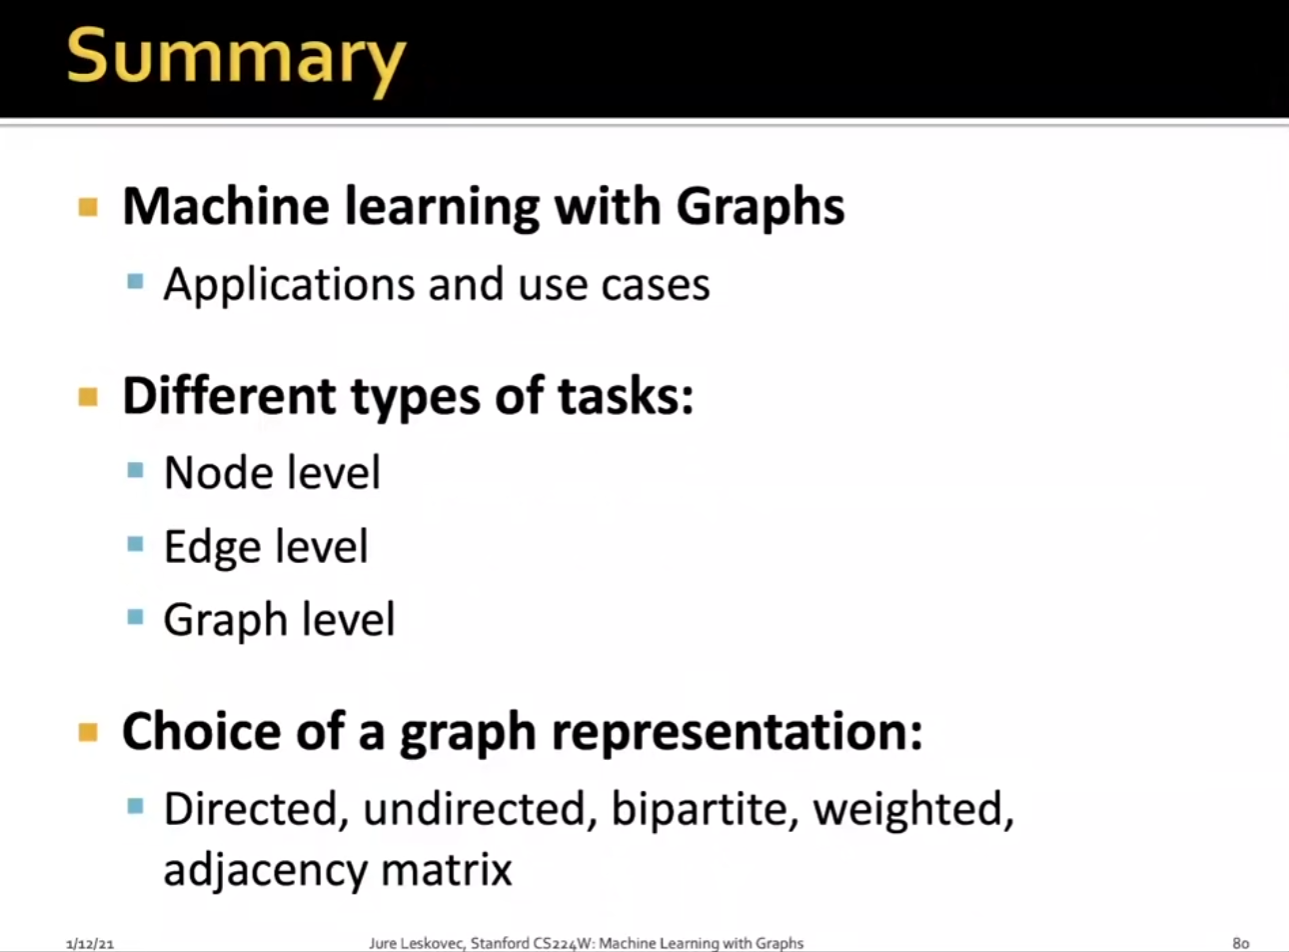 Summary
Machine learning with Graphs
Applications and use cases
Different types of tasks:
Node level
Edge level
Graph level
Choice of a graph representation:
Directed, undirected, bipartite, weighted,
adjacency matrix
1/12/21
Jure Leskovec, Stanford CS224W: Machine Learning with Graphs
80